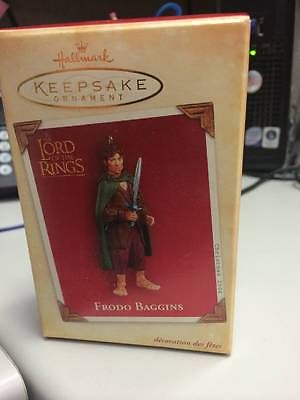 Hallmark
KEEPSAKE
ORNAMENT
THE
LORD
OF THE
RINGS
FRODO BAGGINS
décoration des fêtes